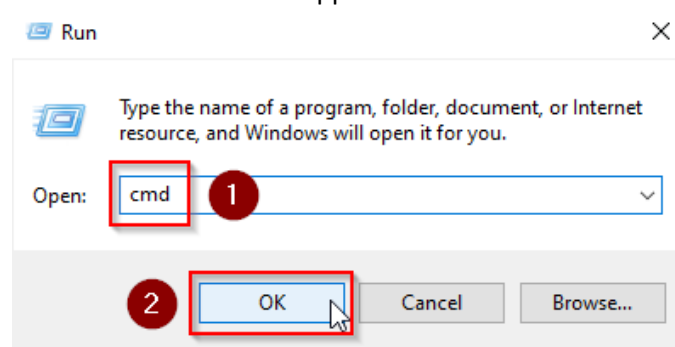 Run
Type the name of a program, folder, document, or Internet
resource, and Windows will open it for you.
Open: cmd 1
2 OK Cancel Browse...